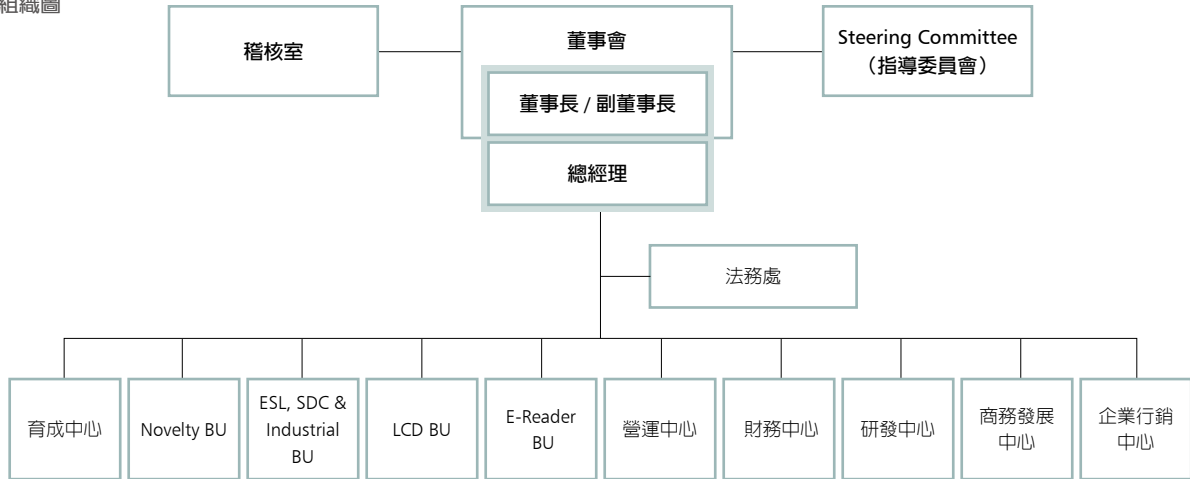 組織圖
稽核室
董事會
Steering Committee
（指導委員會）
董事長 / 副董事長
總經理
法務處
育成中心
Novelty BU
ESL, SDC &
Industrial
BU
LCD BU
E-Reader
BU
營運中心
財務中心
研發中心
商務發展
中心
企業行銷
中心